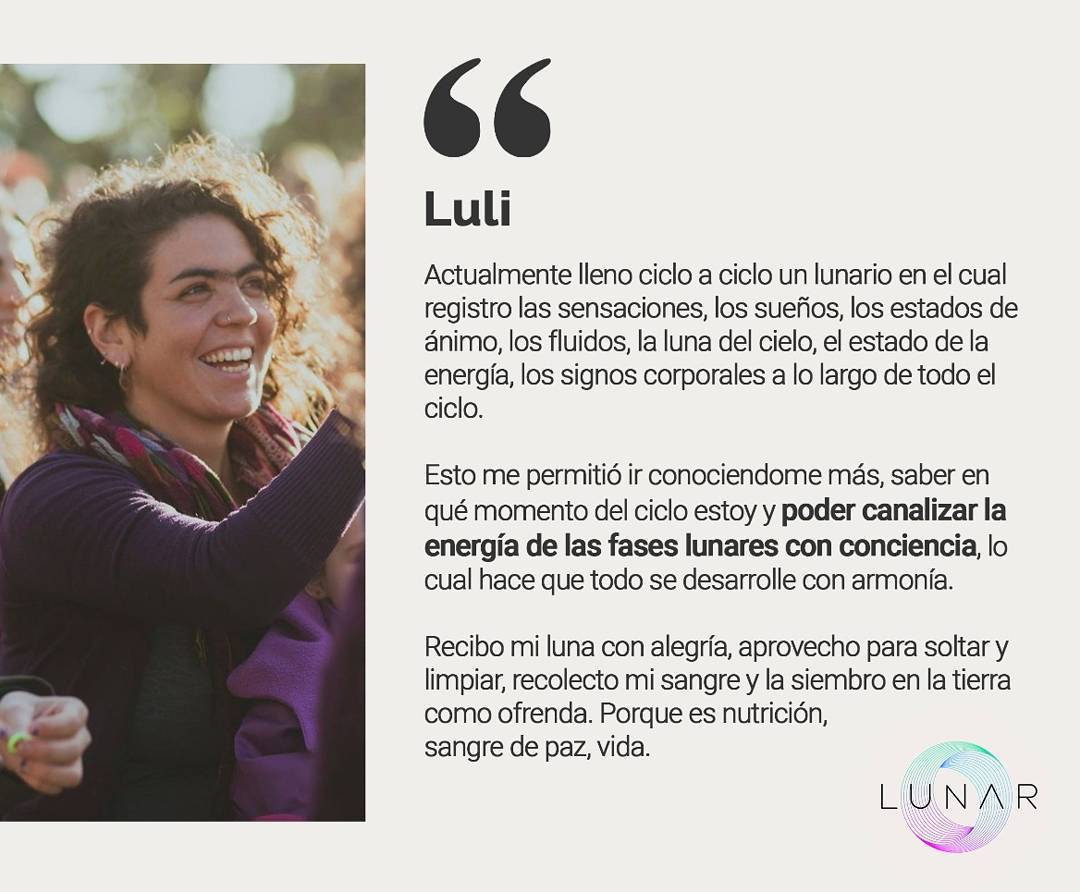 “
Luli
Actualmente lleno ciclo a ciclo un lunario en el cual
registro las sensaciones, los sueños, los estados de
ánimo, los fluidos, la luna del cielo, el estado de la
energía, los signos corporales a lo largo de todo el
ciclo.
Esto me permitió ir conociendome más, saber en
qué momento del ciclo estoy y poder canalizar la
energía de las fases lunares con conciencia, lo
cual hace que todo se desarrolle con armonía.
Recibo mi luna con alegría, aprovecho para soltar y
limpiar, recolecto mi sangre y la siembro en la tierra
como ofrenda. Porque es nutrición,
sangre de paz, vida.
LUNAR